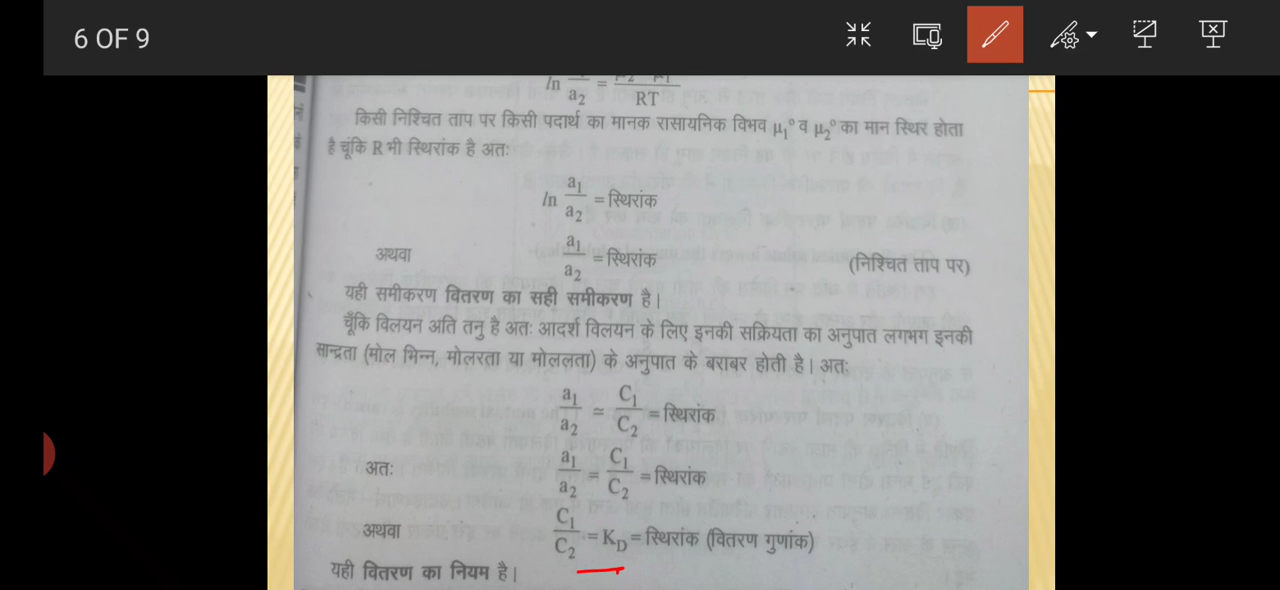 6 OF 9
ln a₂ = μ₂ μ₁ / RT
किसी निश्चित ताप पर किसी पदार्थ का मानक रासायनिक विभव μ₁° व μ₂° का मान स्थिर होता
है चूंकि R भी स्थिरांक है अतः
ln a₁/a₂ = स्थिरांक
अथवा a₁/a₂ = स्थिरांक (निश्चित ताप पर)
यही समीकरण वितरण का सही समीकरण है।
चूँकि विलयन अति तनु है अतः आदर्श विलयन के लिए इनकी सक्रियता का अनुपात लगभग इनकी
सान्द्रता (मोल भिन्न, मोलरता या मोललता) के अनुपात के बराबर होती है। अतः
a₁/a₂ ≃ C₁/C₂ = स्थिरांक
अतः a₁/a₂ = C₁/C₂ = स्थिरांक
अथवा C₁/C₂ = K_D = स्थिरांक (वितरण गुणांक)
यही वितरण का नियम है।